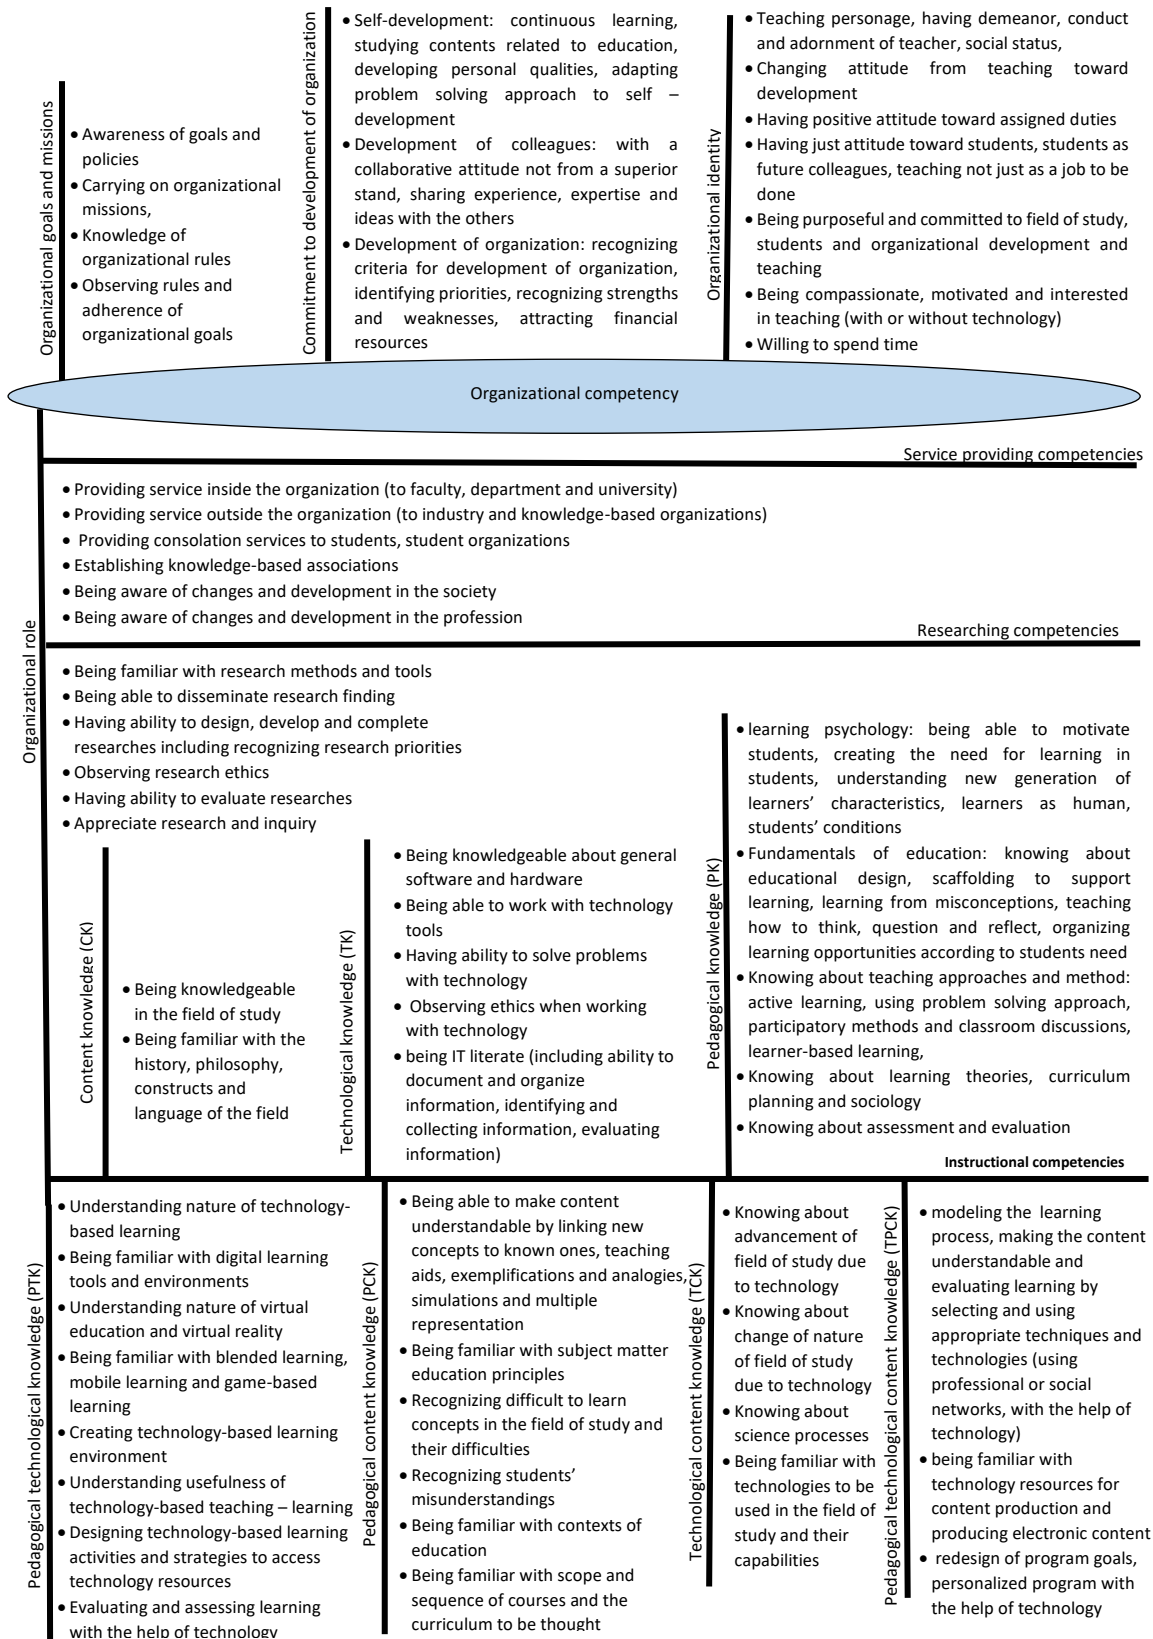 Organizational goals and missions
• Awareness of goals and
policies
• Carrying on organizational
missions,
• Knowledge of
organizational rules
• Observing rules and
adherence of
organizational goals
Commitment to development of organization
• Self-development: continuous learning,
studying contents related to education,
developing personal qualities, adapting
problem solving approach to self –
development
• Development of colleagues: with a
collaborative attitude not from a superior
stand, sharing experience, expertise and
ideas with the others
• Development of organization: recognizing
criteria for development of organization,
identifying priorities, recognizing strengths
and weaknesses, attracting financial
resources
Organizational identity
• Teaching personage, having demeanor, conduct
and adornment of teacher, social status,
• Changing attitude from teaching toward
development
• Having positive attitude toward assigned duties
• Having just attitude toward students, students as
future colleagues, teaching not just as a job to be
done
• Being purposeful and committed to field of study,
students and organizational development and
teaching
• Being compassionate, motivated and interested
in teaching (with or without technology)
• Willing to spend time
Organizational competency
Organizational role
Service providing competencies
• Providing service inside the organization (to faculty, department and university)
• Providing service outside the organization (to industry and knowledge-based organizations)
• Providing consolation services to students, student organizations
• Establishing knowledge-based associations
• Being aware of changes and development in the society
• Being aware of changes and development in the profession
Researching competencies
• Being familiar with research methods and tools
• Being able to disseminate research finding
• Having ability to design, develop and complete
researches including recognizing research priorities
• Observing research ethics
• Having ability to evaluate researches
• Appreciate research and inquiry
Content knowledge (CK)
• Being knowledgeable
in the field of study
• Being familiar with the
history, philosophy,
constructs and
language of the field
Technological knowledge (TK)
• Being knowledgeable about general
software and hardware
• Being able to work with technology
tools
• Having ability to solve problems
with technology
• Observing ethics when working
with technology
• being IT literate (including ability to
document and organize
information, identifying and
collecting information, evaluating
information)
Pedagogical knowledge (PK)
• learning psychology: being able to motivate
students, creating the need for learning in
students, understanding new generation of
learners’ characteristics, learners as human,
students’ conditions
• Fundamentals of education: knowing about
educational design, scaffolding to support
learning, learning from misconceptions, teaching
how to think, question and reflect, organizing
learning opportunities according to students need
• Knowing about teaching approaches and method:
active learning, using problem solving approach,
participatory methods and classroom discussions,
learner-based learning,
• Knowing about learning theories, curriculum
planning and sociology
• Knowing about assessment and evaluation
Instructional competencies
Pedagogical technological knowledge (PTK)
• Understanding nature of technology-
based learning
• Being familiar with digital learning
tools and environments
• Understanding nature of virtual
education and virtual reality
• Being familiar with blended learning,
mobile learning and game-based
learning
• Creating technology-based learning
environment
• Understanding usefulness of
technology-based teaching – learning
• Designing technology-based learning
activities and strategies to access
technology resources
• Evaluating and assessing learning
with the help of technology
Pedagogical content knowledge (PCK)
• Being able to make content
understandable by linking new
concepts to known ones, teaching
aids, exemplifications and analogies,
simulations and multiple
representation
• Being familiar with subject matter
education principles
• Recognizing difficult to learn
concepts in the field of study and
their difficulties
• Recognizing students’
misunderstandings
• Being familiar with contexts of
education
• Being familiar with scope and
sequence of courses and the
curriculum to be thought
Technological content knowledge (TCK)
• Knowing about
advancement of
field of study due
to technology
• Knowing about
change of nature
of field of study
due to technology
• Knowing about
science processes
• Being familiar with
technologies to be
used in the field of
study and their
capabilities
Pedagogical technological content knowledge (TPCK)
• modeling the learning
process, making the content
understandable and
evaluating learning by
selecting and using
appropriate techniques and
technologies (using
professional or social
networks, with the help of
technology)
• being familiar with
technology resources for
content production and
producing electronic content
• redesign of program goals,
personalized program with
the help of technology